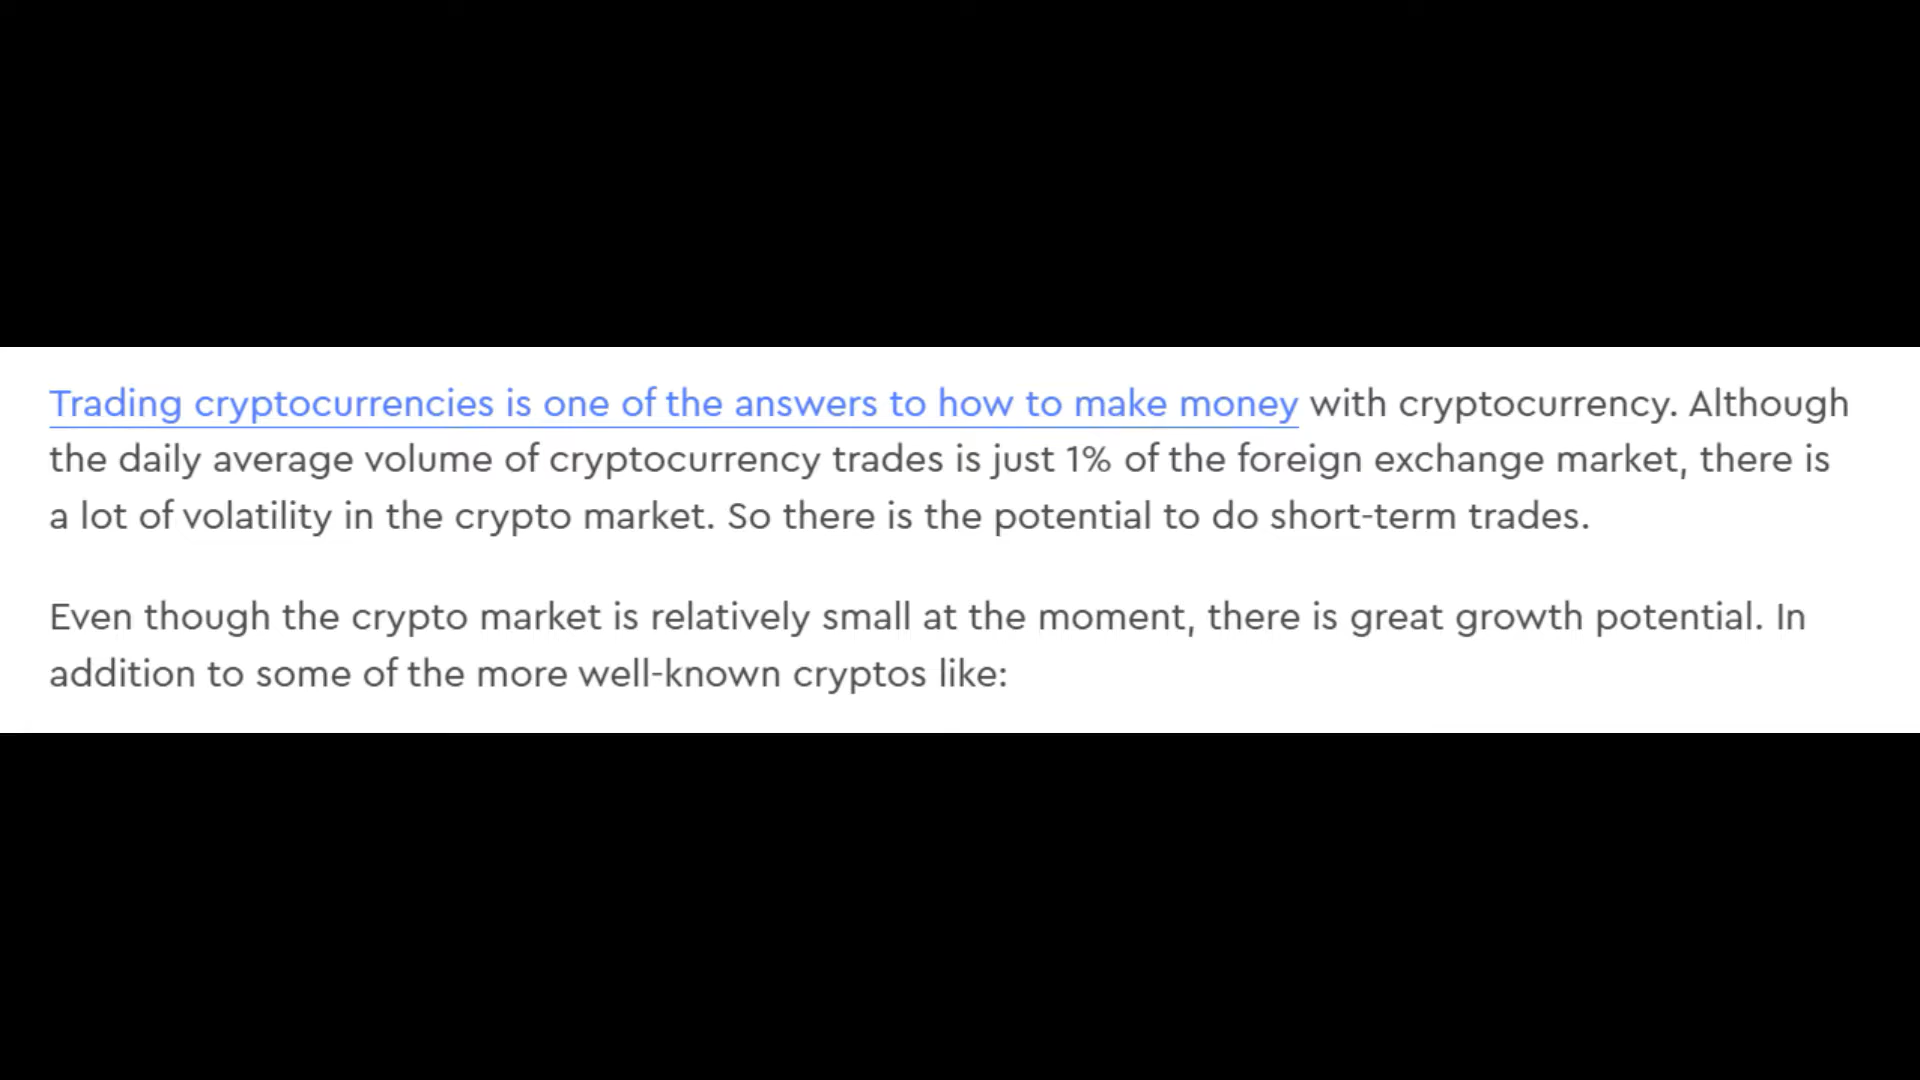 Trading cryptocurrencies is one of the answers to how to make money with cryptocurrency. Although
the daily average volume of cryptocurrency trades is just 1% of the foreign exchange market, there is
a lot of volatility in the crypto market. So there is the potential to do short-term trades.
Even though the crypto market is relatively small at the moment, there is great growth potential. In
addition to some of the more well-known cryptos like: